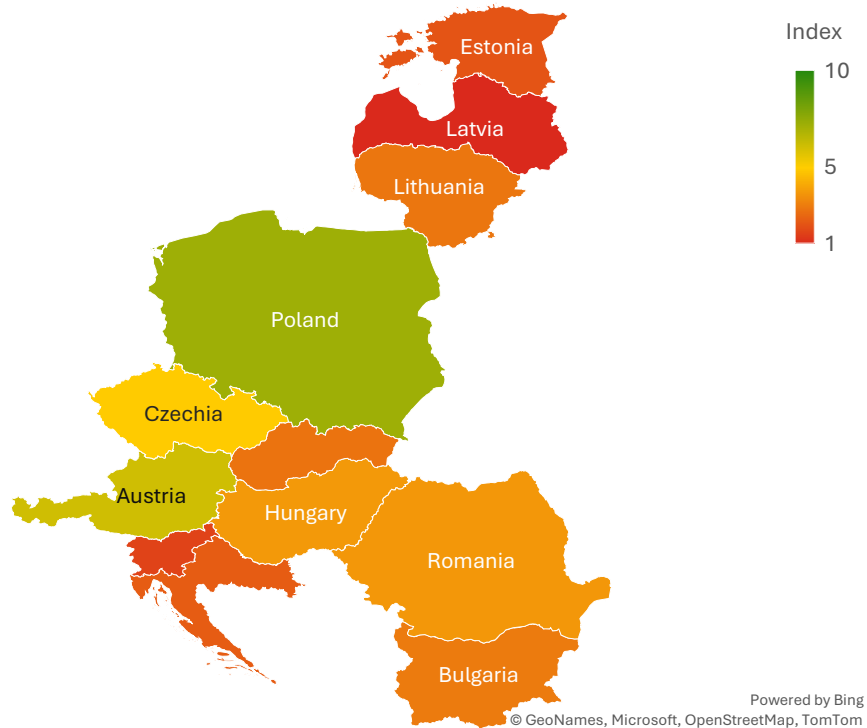 Index
10
5
1
Estonia
Latvia
Lithuania
Poland
Czechia
Austria
Hungary
Romania
Bulgaria
Powered by Bing
© GeoNames, Microsoft, OpenStreetMap, TomTom